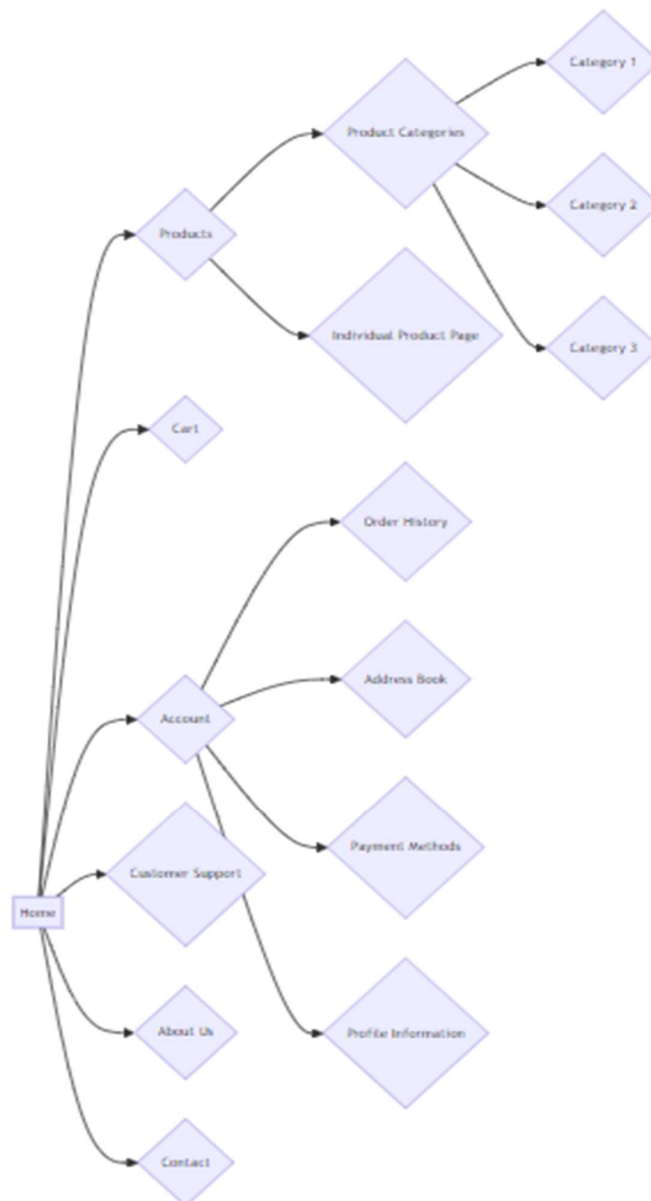 Category 1
Product Categories
Category 2
Products
Individual Product Page
Category 3
Cart
Order History
Address Book
Account
Payment Methods
Customer Support
Home
About Us
Profile Information
Contact